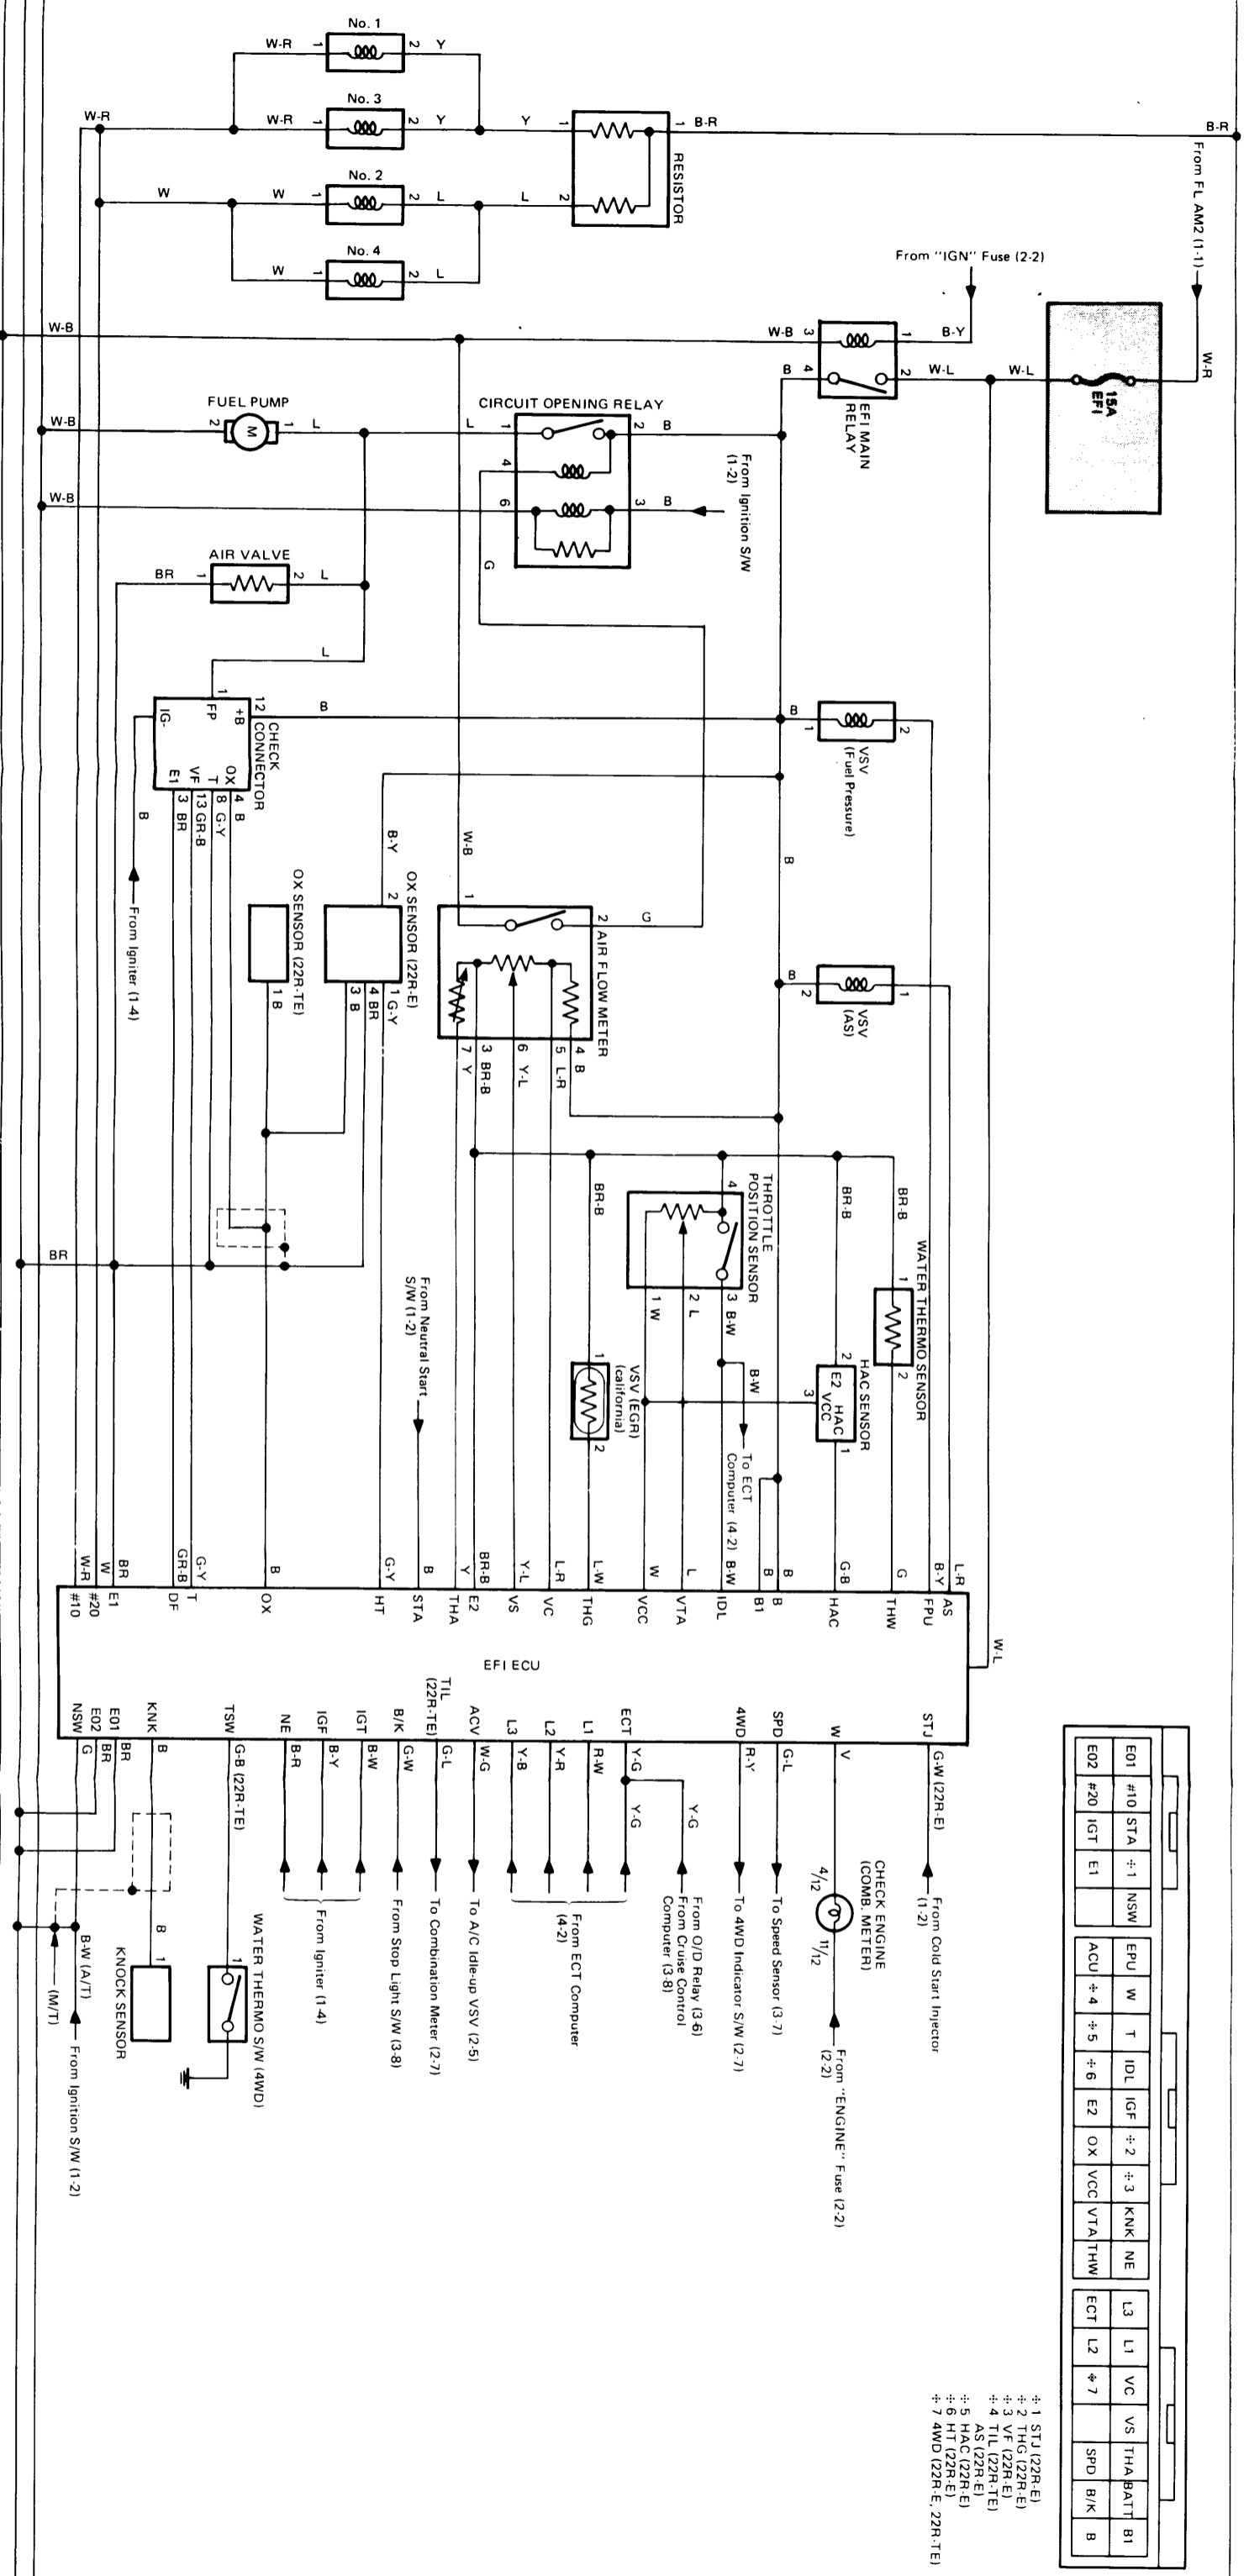 No. 1
W-R 1 2 Y
No. 3
W-R W-R 1 2 Y Y 1 1 B-R B-R
RESISTOR
No. 2
W W 1 2 L L 2
No. 4
W 1 2 L
From FL AM2 (1-1)
From "IGN" Fuse (2-2)
W-B W-B 3 1 B-Y
B 4 2 W-L W-L W-R
15A
EFI
EFI MAIN
RELAY
FUEL PUMP
CIRCUIT OPENING RELAY
W-B 2 M 1 L L 1 2 B
4
From Ignition S/W
(1-2)
W-B 6 3 B
G
AIR VALVE
BR 1 2 L
L
1 12
IG- FP +B
CHECK
CONNECTOR
B
E1 VF T OX
3 BR
13 GR-B
8 G-Y
4 B
B
From Igniter (1-4)
B 1 2
VSV
(Fuel Pressure)
B
B-Y
W-B
OX SENSOR (22R-TE)
1 B
OX SENSOR (22R-E)
2
3 B
4 BR
1 G-Y
1 2 G
AIR FLOW METER
7 Y
3 BR-B
6 Y-L
5 L-R
4 B
B 2 1
VSV
(AS)
BR
From Neutral Start
S/W (1-2)
BR-B
THROTTLE
POSITION SENSOR
4
1 W
2 L
3 B-W
B-W
To ECT
Computer (4-2)
BR-B
BR-B
WATER THERMO SENSOR
1
2
HAC SENSOR
2
E2 HAC
VCC
3
1
VSV (EGR)
(california)
1
2
W-R
W
BR
GR-B
G-Y
B
G-Y
B
Y
BR-B
Y-L
L-R
L-W
W
L
B-W
B
B
G-B
G
B-Y
L-R
W-L
#10
#20
E1
DF
T
OX
HT
STA
THA
E2
VS
VC
THG
VCC
VTA
IDL
B1
B
HAC
THW
FPU
AS
EFI ECU
NSW
E02
E01
KNK
TSW
NE
IGF
IGT
B/K
TIL
(22R-TE)
ACV
L3
L2
L1
ECT
4WD
SPD
W
STJ
G
BR
BR
B
G-B (22R-TE)
B-R
B-Y
B-W
G-W
G-L
W-G
Y-B
Y-R
R-W
Y-G
Y-G
Y-G
R-Y
G-L
V
G-W (22R-E)
B-W (A/T)
(M/T)
From Ignition S/W (1-2)
B
1
KNOCK SENSOR
1
WATER THERMO S/W (4WD)
From Igniter (1-4)
From Stop Light S/W (3-8)
To Combination Meter (2-7)
To A/C Idle-up VSV (2-5)
From ECT Computer
(4-2)
From O/D Relay (3-6)
From Cruise Control
Computer (3-8)
To 4WD Indicator S/W (2-7)
To Speed Sensor (3-7)
CHECK ENGINE
(COMB. METER)
4/12
11/12
From "ENGINE" Fuse (2-2)
(2-2)
From Cold Start Injector
(1-2)
E01 #10 STA ※1 NSW EPU W T IDL IGF ※2 ※3 KNK NE L3 L1 VC VS THA BATT B1
E02 #20 IGT E1 ACU ※4 ※5 ※6 E2 OX VCC VTA THW ECT L2 ※7 SPD B/K B
※1 STJ (22R-E)
※2 THG (22R-E)
※3 VF (22R-E)
※4 TIL (22R-TE)
AS (22R-E)
※5 HAC (22R-E)
※6 HT (22R-E)
※7 4WD (22R-E, 22R-TE)